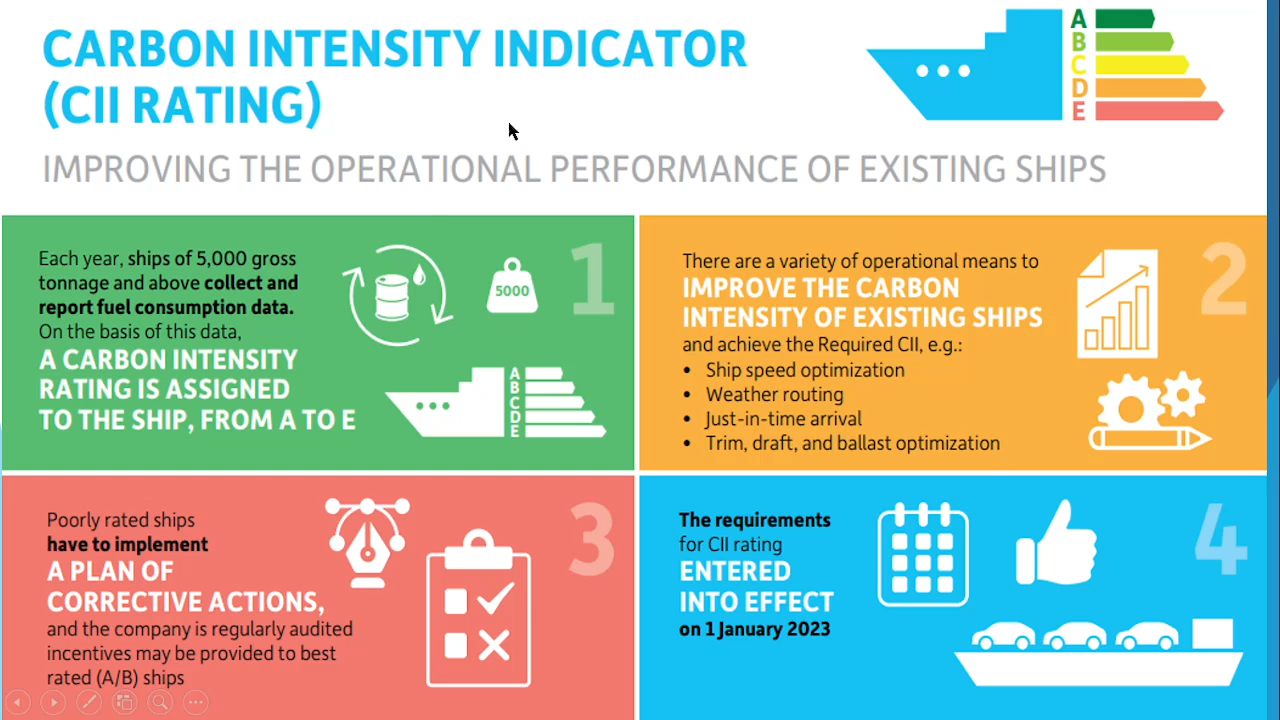 CARBON INTENSITY INDICATOR
(CII RATING)
IMPROVING THE OPERATIONAL PERFORMANCE OF EXISTING SHIPS
A
B
C
D
E
Each year, ships of 5,000 gross
tonnage and above collect and
report fuel consumption data.
On the basis of this data,
A CARBON INTENSITY
RATING IS ASSIGNED
TO THE SHIP, FROM A TO E
5000
1
A
B
C
D
E
There are a variety of operational means to
IMPROVE THE CARBON
INTENSITY OF EXISTING SHIPS
and achieve the Required CII, e.g.:
• Ship speed optimization
• Weather routing
• Just-in-time arrival
• Trim, draft, and ballast optimization
2
Poorly rated ships
have to implement
A PLAN OF
CORRECTIVE ACTIONS,
and the company is regularly audited
incentives may be provided to best
rated (A/B) ships
3
The requirements
for CII rating
ENTERED
INTO EFFECT
on 1 January 2023
4